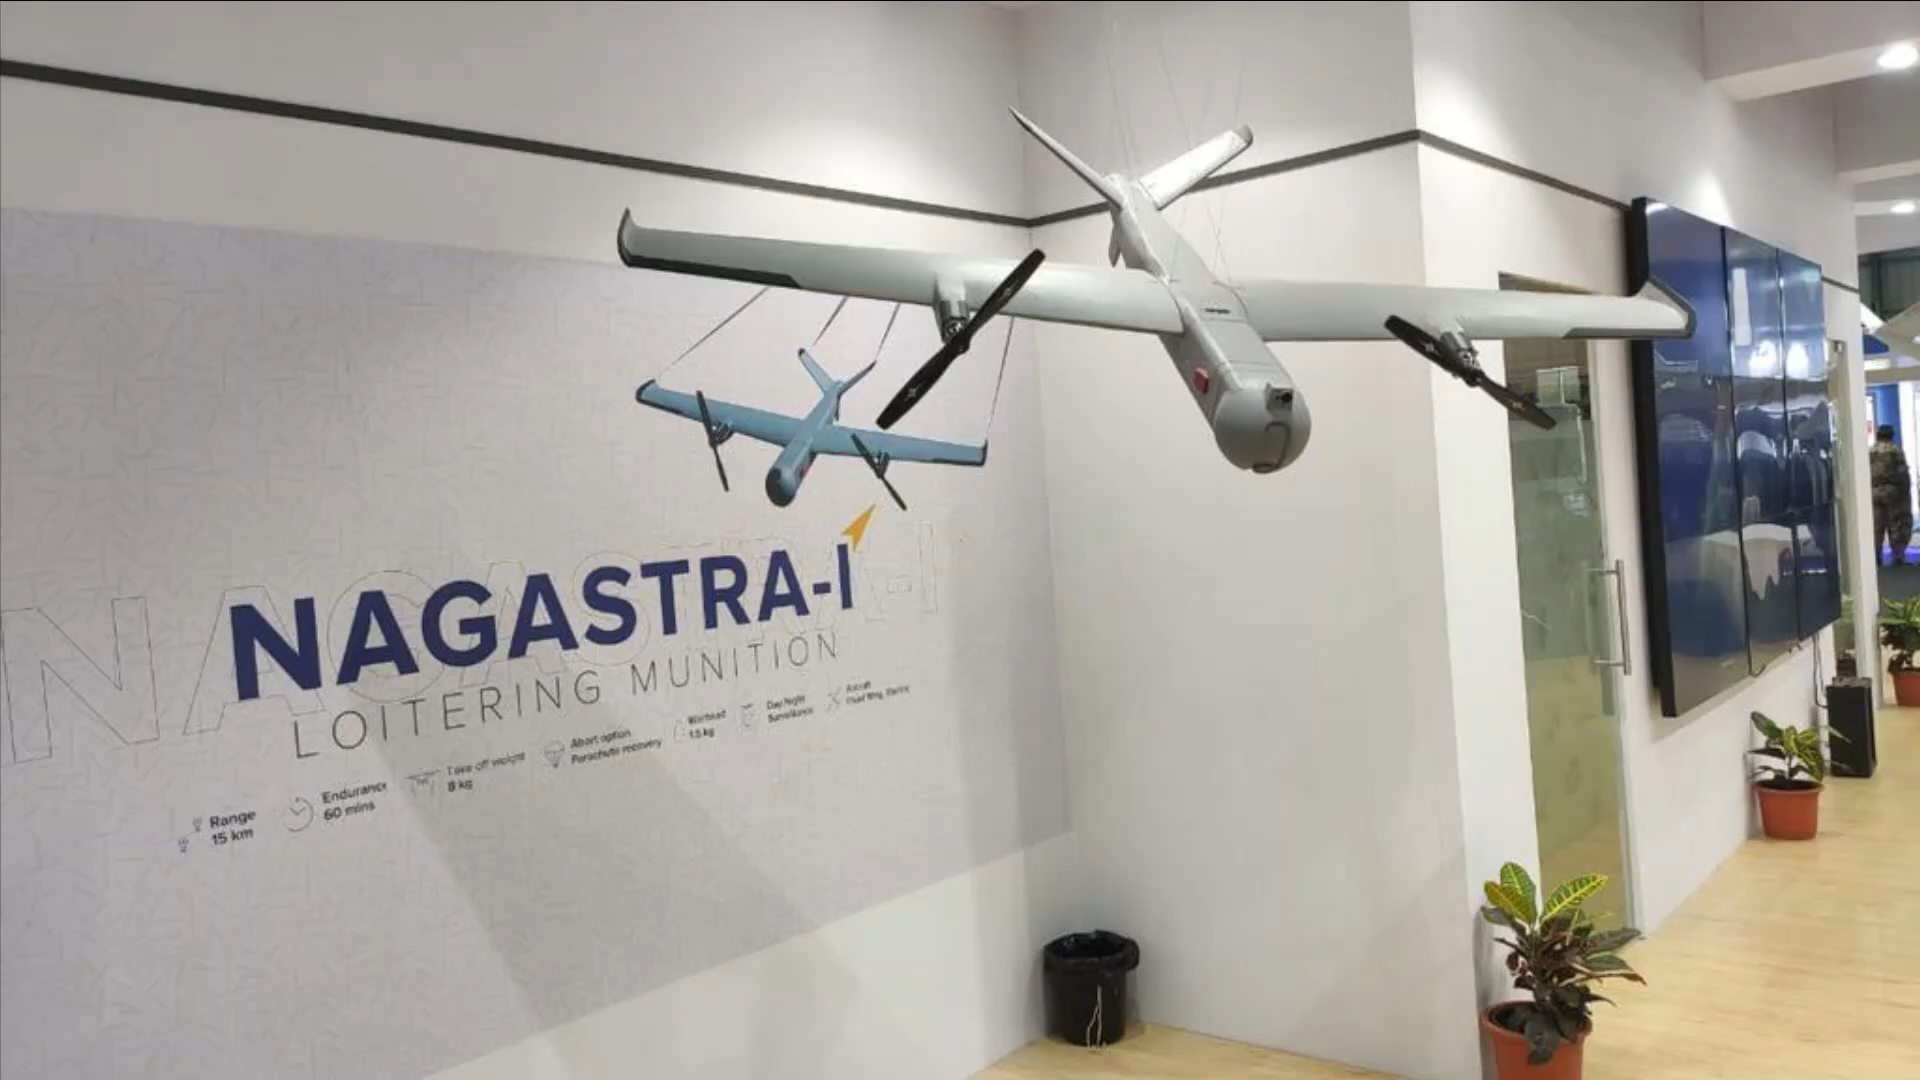 NAGASTRA-I
LOITERING MUNITION
Range
15 km
Endurance
60 mins
Take off weight
8 kg
Abort option
Parachute recovery
Warhead
1.5 kg
Day/Night
Surveillance
Aircraft
Fixed Wing, Electric
NAGASTRA-I